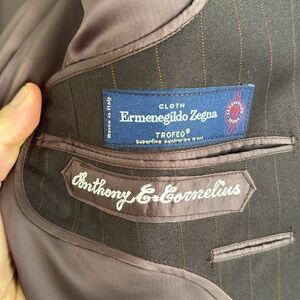 CLOTH
Ermenegildo Zegna
TROFEO®
Superfine Australian Wool
Woven in Italy
Anthony E. Cornelius